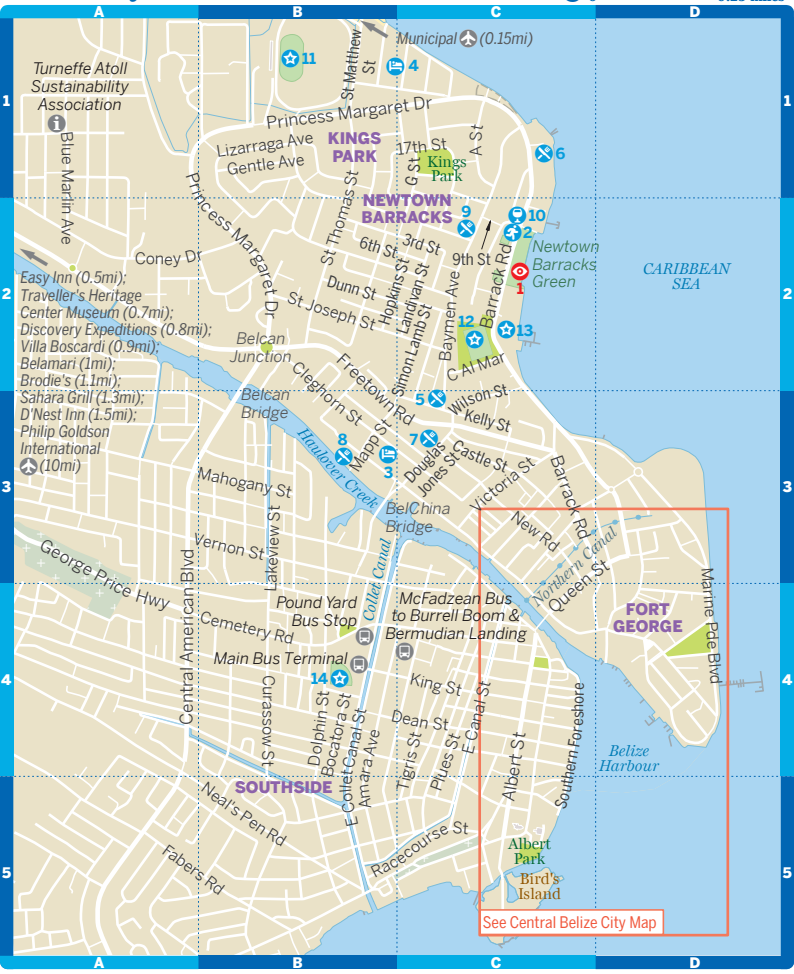 A
B
C
D
1
2
3
4
5
Municipal (0.15mi)
Turneffe Atoll
Sustainability
Association
11
St Matthew
St
4
Blue Marlin Ave
Princess Margaret Dr
Lizarraga Ave
Gentle Ave
KINGS
PARK
17th St
G St
Kings
Park
A St
6
Princess Margaret Dr
St Thomas St
NEWTOWN
BARRACKS
9
10
2
6th St
3rd St
9th St
Barrack Rd
Newtown
Barracks
Green
1
CARIBBEAN
SEA
Coney Dr
Easy Inn (0.5mi);
Traveller's Heritage
Center Museum (0.7mi);
Discovery Expeditions (0.8mi);
Villa Boscardi (0.9mi);
Belamari (1mi);
Brodie's (1.1mi);
Sahara Grill (1.3mi);
D'Nest Inn (1.5mi);
Philip Goldson
International
(10mi)
Dunn St
St Joseph St
Hopkins St
Landivar St
Simon Lamb St
Baymen Ave
12
13
C Al Mar
Belcan
Junction
Belcan
Bridge
Freetown Rd
Cleghorn St
5
Wilson St
Kelly St
8
Mapp St
3
7
Douglas
Jones St
Castle St
Victoria St
Barrack Rd
Haulover Creek
Mahogany St
BelChina
Bridge
New Rd
Northern Canal
Queen St
Vernon St
Lakeview St
Collet Canal
George Price Hwy
Central American Blvd
Cemetery Rd
Pound Yard
Bus Stop
McFadzean Bus
to Burrell Boom &
Bermudian Landing
FORT
GEORGE
Marine Pde Blvd
Main Bus Terminal
14
King St
Curassow St
Dolphin St
Bocatora St
E Collet Canal St
Amara Ave
Dean St
Tigris St
Plues St
E Canal St
Albert St
Southern Foreshore
Belize
Harbour
SOUTHSIDE
Neal's Pen Rd
Fabers Rd
Racecourse St
Albert
Park
Bird's
Island
See Central Belize City Map
A
B
C
D
1
2
3
4
5